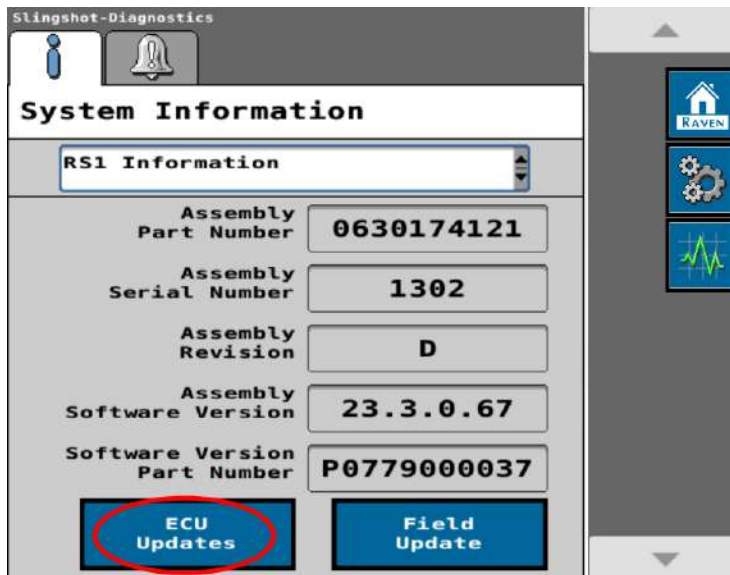 Slingshot-Diagnostics
System Information
RAVEN
RS1 Information
Assembly
Part Number
0630174121
Assembly
Serial Number
1302
Assembly
Revision
D
Assembly
Software Version
23.3.0.67
Software Version
Part Number
P0779000037
ECU
Updates
Field
Update